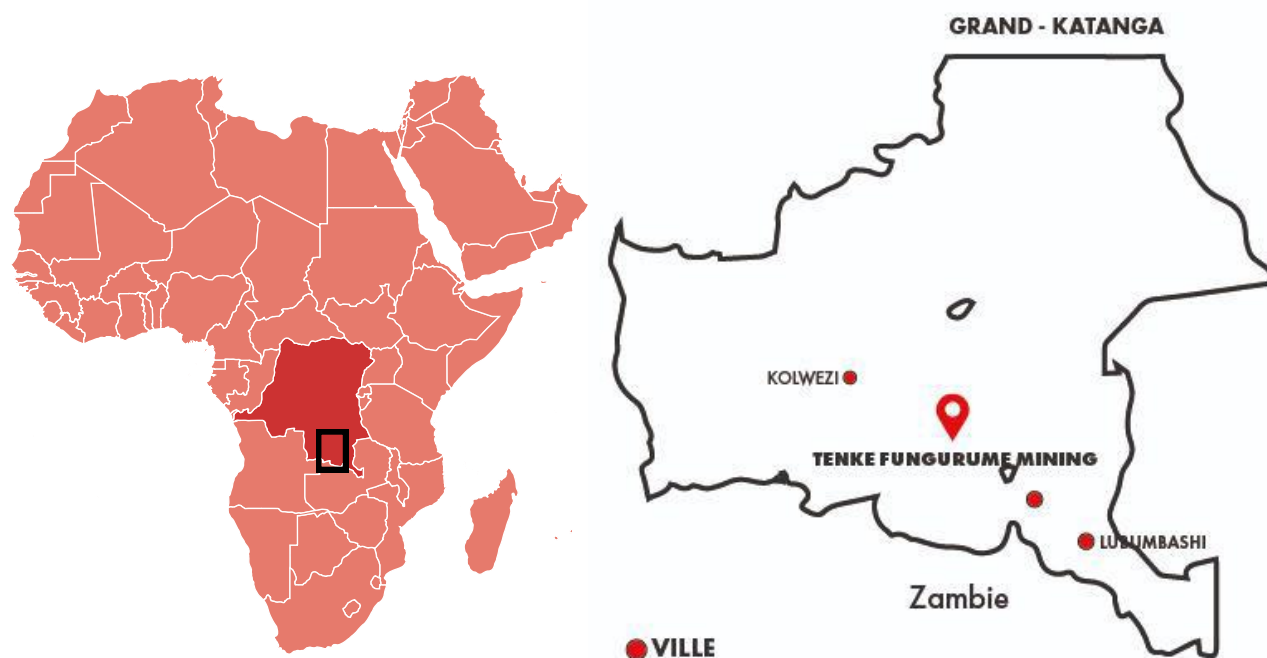 GRAND - KATANGA
KOLWEZI
TENKE FUNGURUME MINING
LUBUMBASHI
Zambie
VILLE